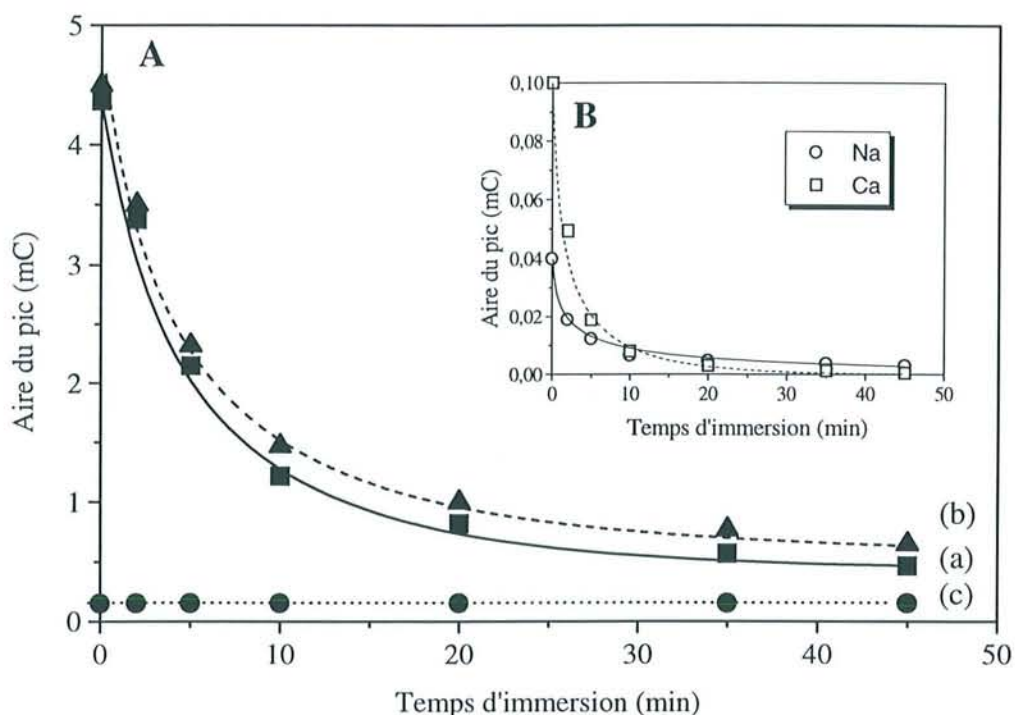 A
Aire du pic (mC)
5
4
3
2
1
0
0 10 20 30 40 50
Temps d'immersion (min)
(b)
(a)
(c)
B
Aire du pic (mC)
0,10
0,08
0,06
0,04
0,02
0,00
0 10 20 30 40 50
Temps d'immersion (min)
Na
Ca